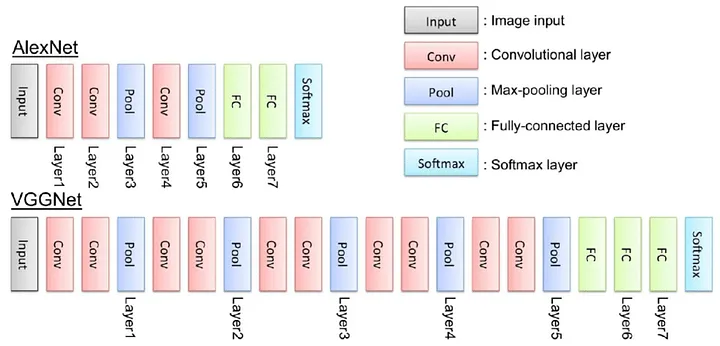 AlexNet
Input
Conv
Conv
Pool
Conv
Pool
FC
FC
Softmax
Layer1
Layer2
Layer3
Layer4
Layer5
Layer6
Layer7
Input : Image input
Conv : Convolutional layer
Pool : Max-pooling layer
FC : Fully-connected layer
Softmax : Softmax layer
VGGNet
Input
Conv
Conv
Pool
Conv
Conv
Pool
Conv
Conv
Pool
Conv
Conv
Pool
Conv
Conv
Pool
FC
FC
FC
Softmax
Layer1
Layer2
Layer3
Layer4
Layer5
Layer6
Layer7